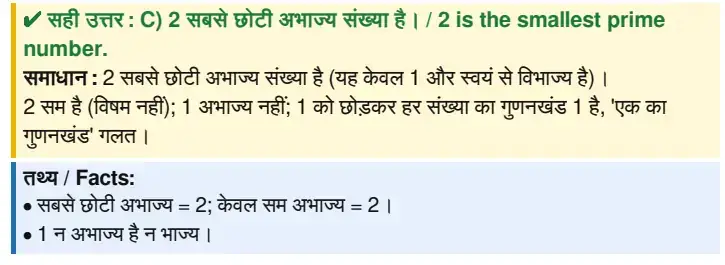 ✔ सही उत्तर : C) 2 सबसे छोटी अभाज्य संख्या है। / 2 is the smallest prime
number.
समाधान : 2 सबसे छोटी अभाज्य संख्या है (यह केवल 1 और स्वयं से विभाज्य है)।
2 सम है (विषम नहीं); 1 अभाज्य नहीं; 1 को छोड़कर हर संख्या का गुणनखंड 1 है, 'एक का
गुणनखंड' गलत।
तथ्य / Facts:
• सबसे छोटी अभाज्य = 2; केवल सम अभाज्य = 2।
• 1 न अभाज्य है न भाज्य।